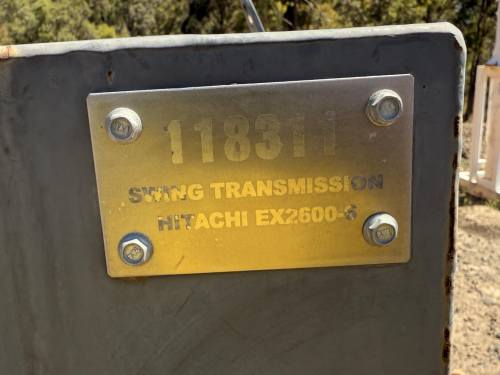 118311
SWING TRANSMISSION
HITACHI EX2600-6